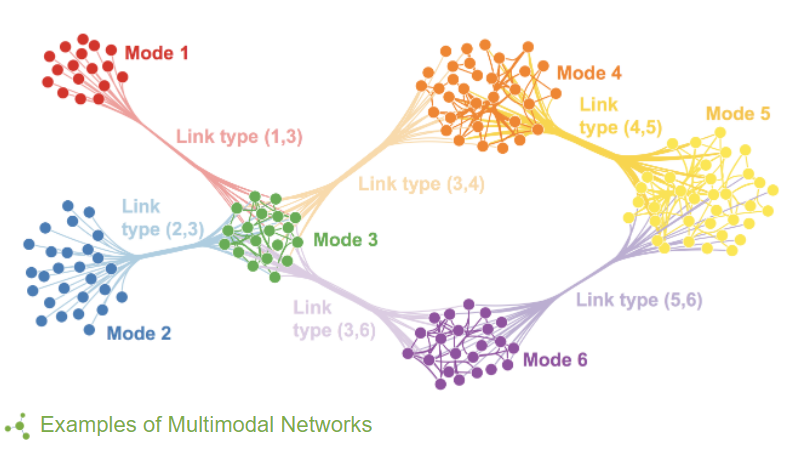 Mode 1
Mode 4
Link
type (4,5)
Mode 5
Link type (1,3)
Link type (3,4)
Link
type (2,3)
Mode 3
Link type (5,6)
Link
type (3,6)
Mode 2
Mode 6
Examples of Multimodal Networks